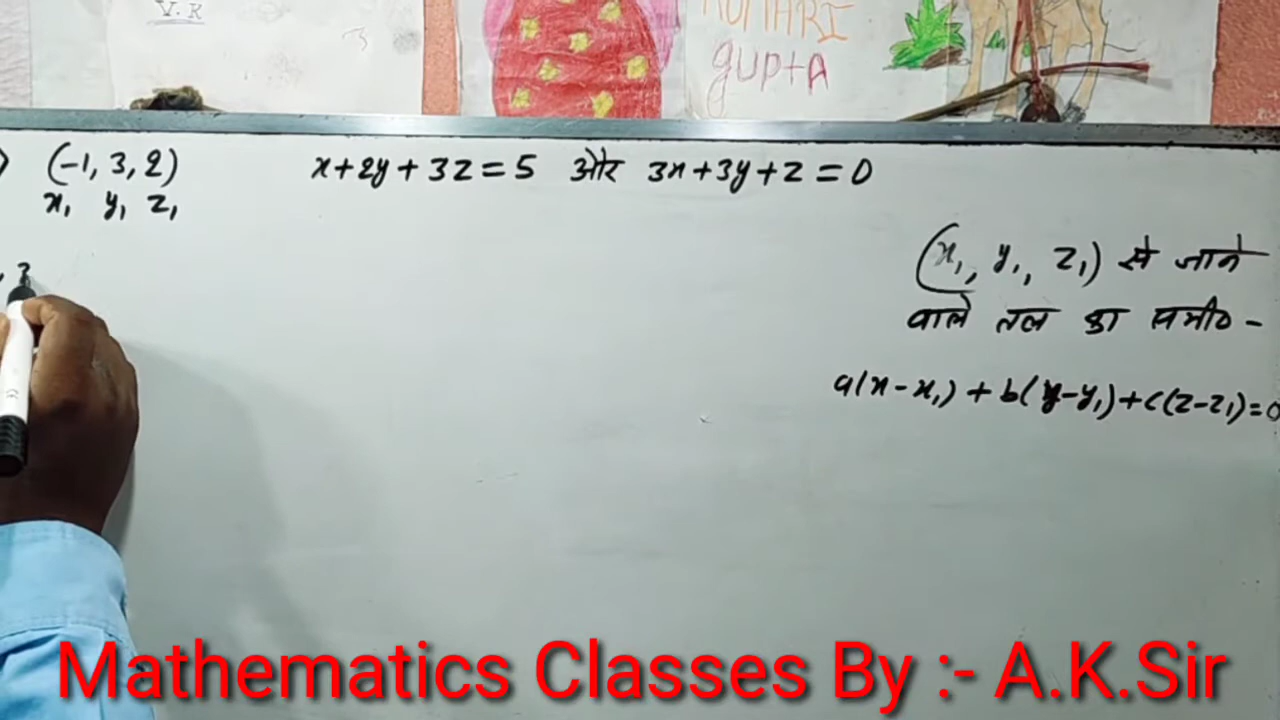 V.R
KUMARI
gupta
(-1, 3, 2) x+2y+3z=5 और 3x+3y+z=0
x₁ y₁ z₁
(x₁, y₁, z₁) से जाने
वाले तल का समी० -
a(x-x₁)+b(y-y₁)+c(z-z₁)=0
Mathematics Classes By :- A.K.Sir